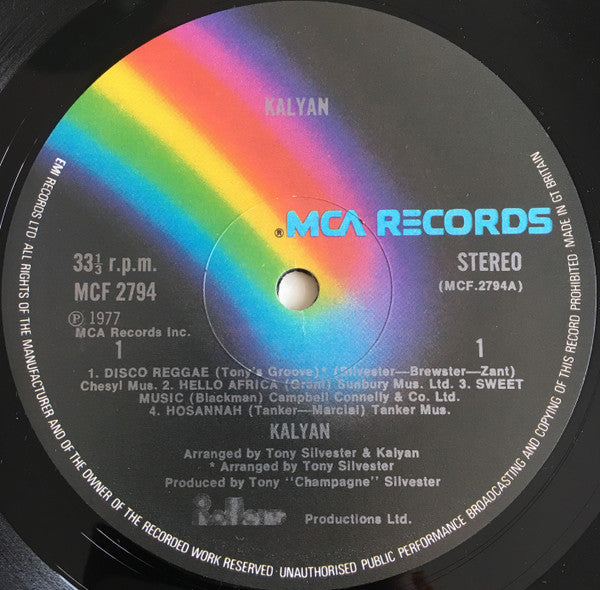 KALYAN
® MCA RECORDS
33⅓ r.p.m.
STEREO
MCF 2794
(MCF.2794A)
Ⓟ 1977
MCA Records Inc.
1
1
1. DISCO REGGAE (Tony's Groove)* (Silvester—Brewster—Zant)
Chesyl Mus. 2. HELLO AFRICA (Grant) Sunbury Mus. Ltd. 3. SWEET
MUSIC (Blackman) Campbell Connelly & Co. Ltd.
4. HOSANNAH (Tanker—Marcisi) Tanker Mus.
KALYAN
Arranged by Tony Silvester & Kalyan
* Arranged by Tony Silvester
Produced by Tony "Champagne" Silvester
Productions Ltd.
EMI RECORDS LTD ALL RIGHTS OF THE MANUFACTURER AND OF THE OWNER OF THE RECORDED WORK RESERVED · UNAUTHORISED PUBLIC PERFORMANCE BROADCASTING AND COPYING OF THIS RECORD PROHIBITED · MADE IN GT BRITAIN